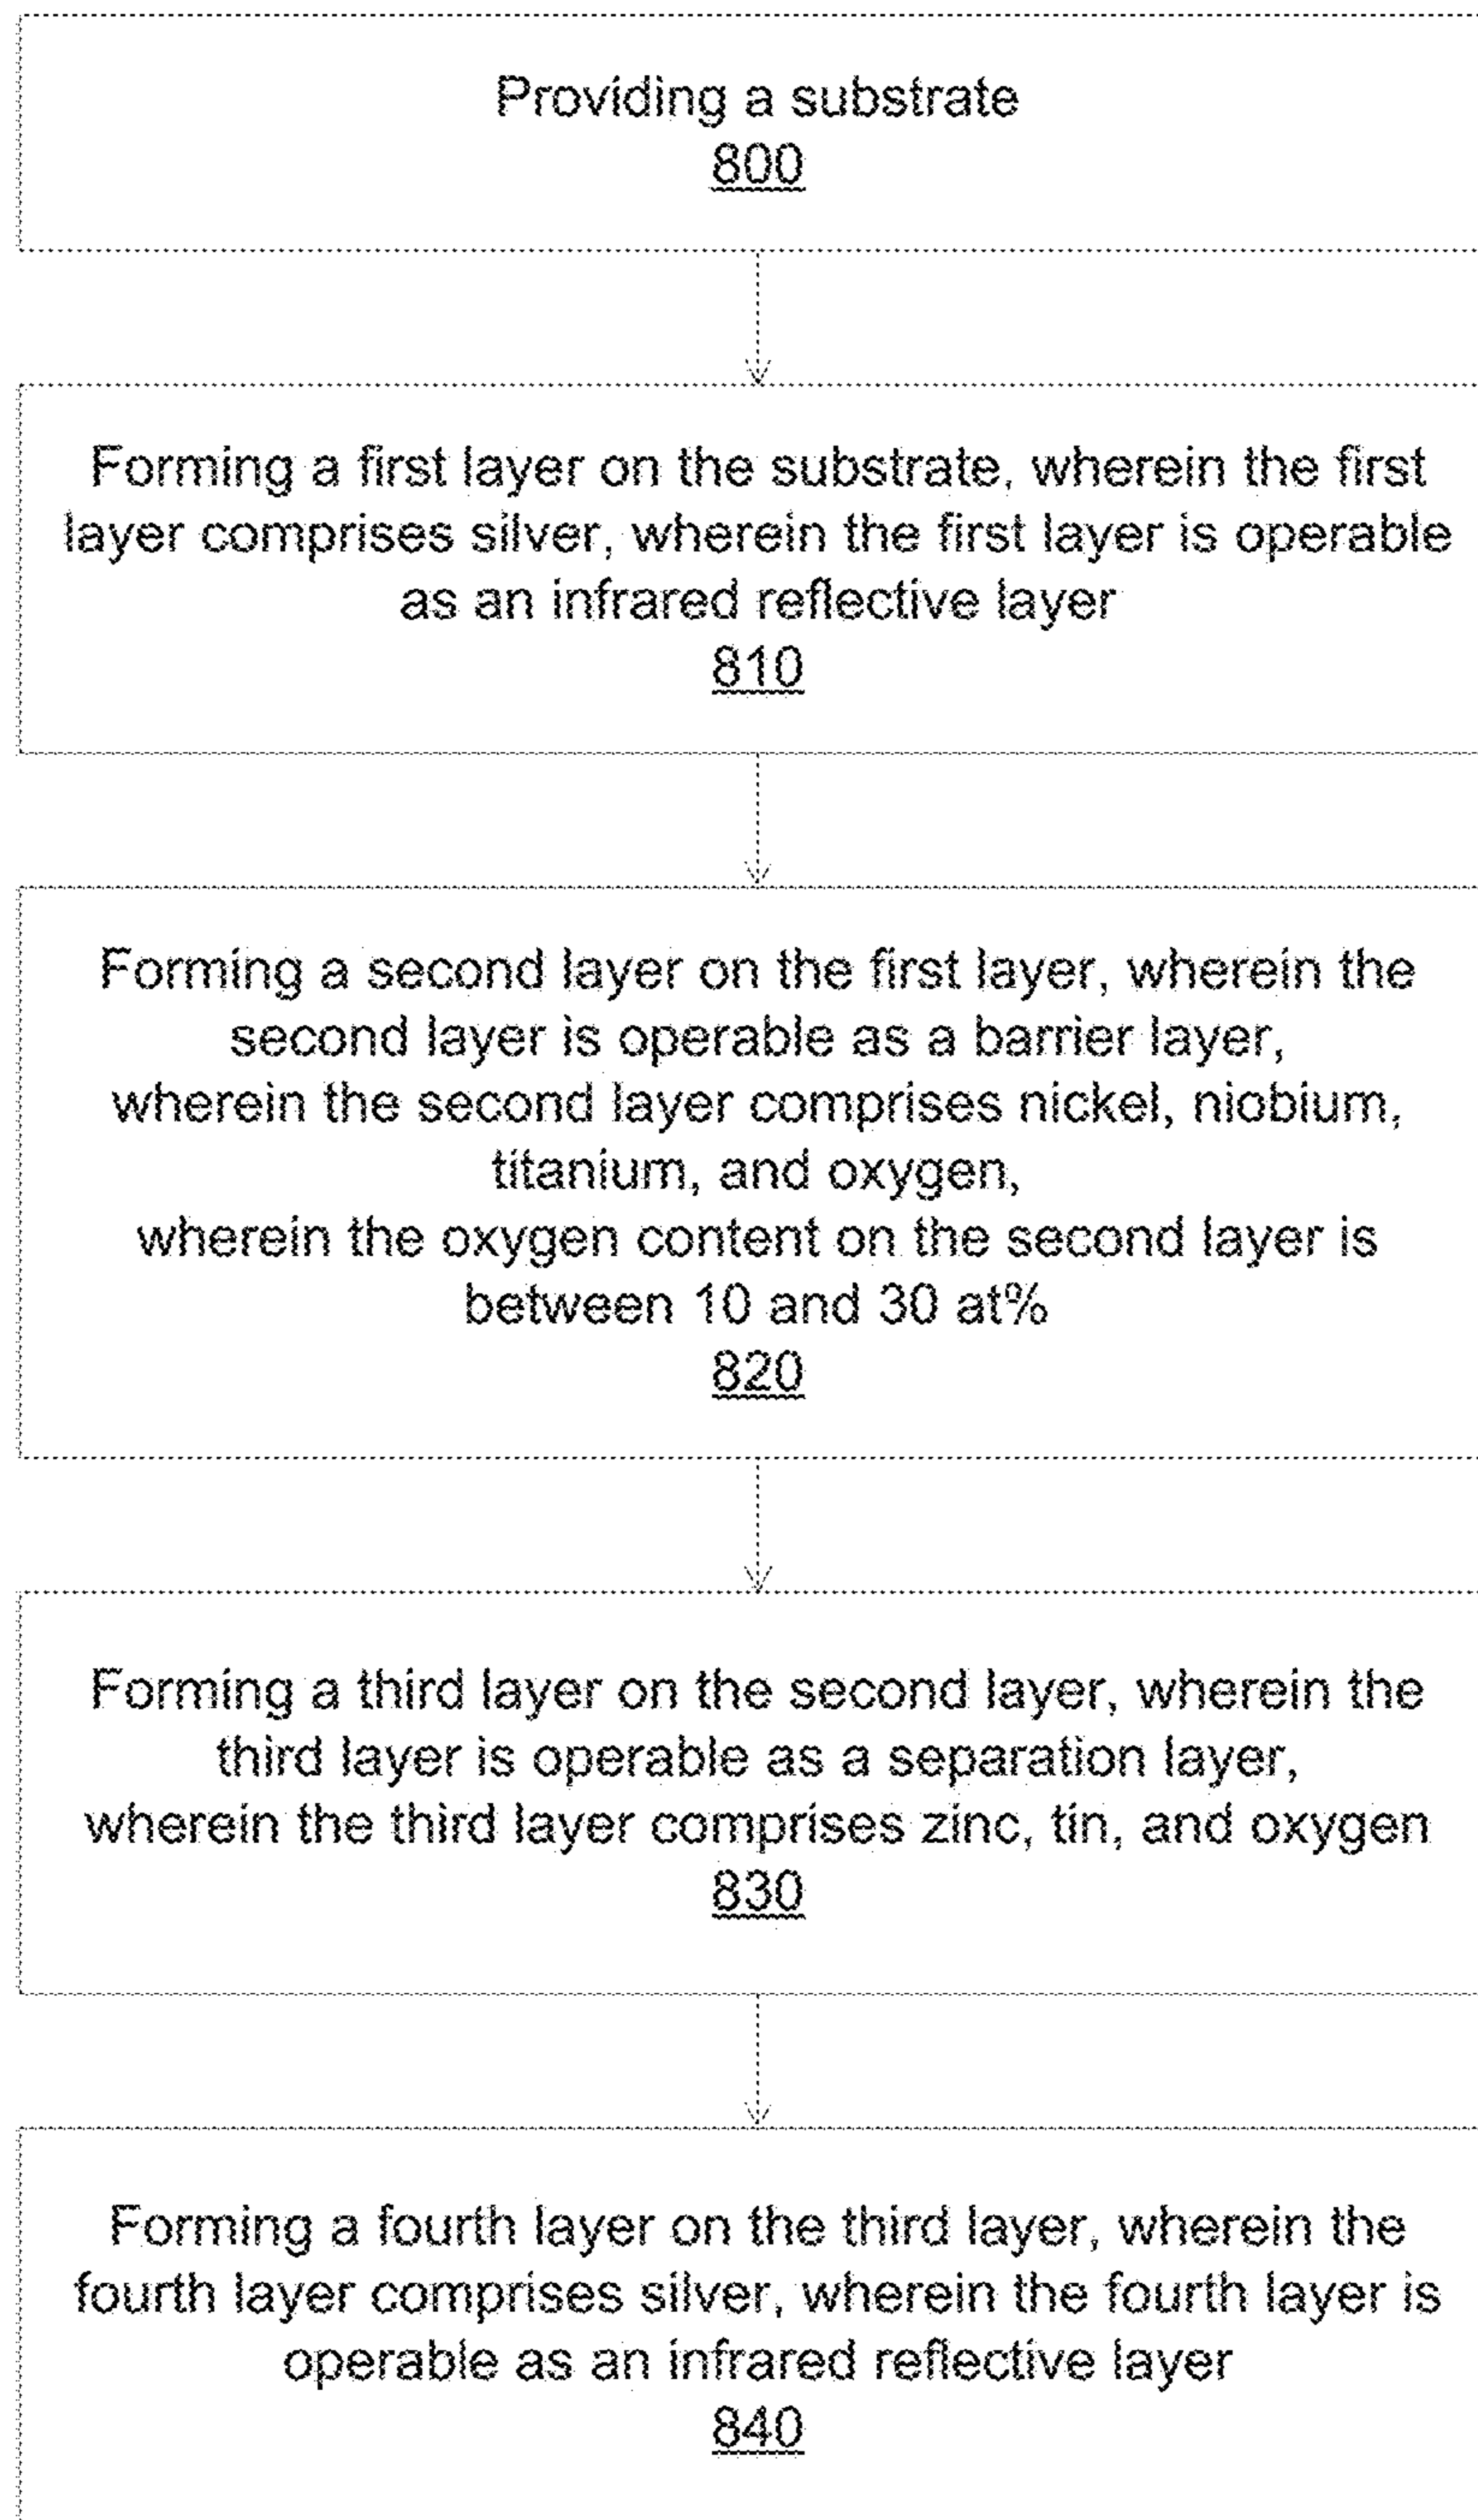 Providing a substrate
800
Forming a first layer on the substrate, wherein the first
layer comprises silver, wherein the first layer is operable
as an infrared reflective layer
810
Forming a second layer on the first layer, wherein the
second layer is operable as a barrier layer,
wherein the second layer comprises nickel, niobium,
titanium, and oxygen,
wherein the oxygen content on the second layer is
between 10 and 30 at%
820
Forming a third layer on the second layer, wherein the
third layer is operable as a separation layer,
wherein the third layer comprises zinc, tin, and oxygen
830
Forming a fourth layer on the third layer, wherein the
fourth layer comprises silver, wherein the fourth layer is
operable as an infrared reflective layer
840